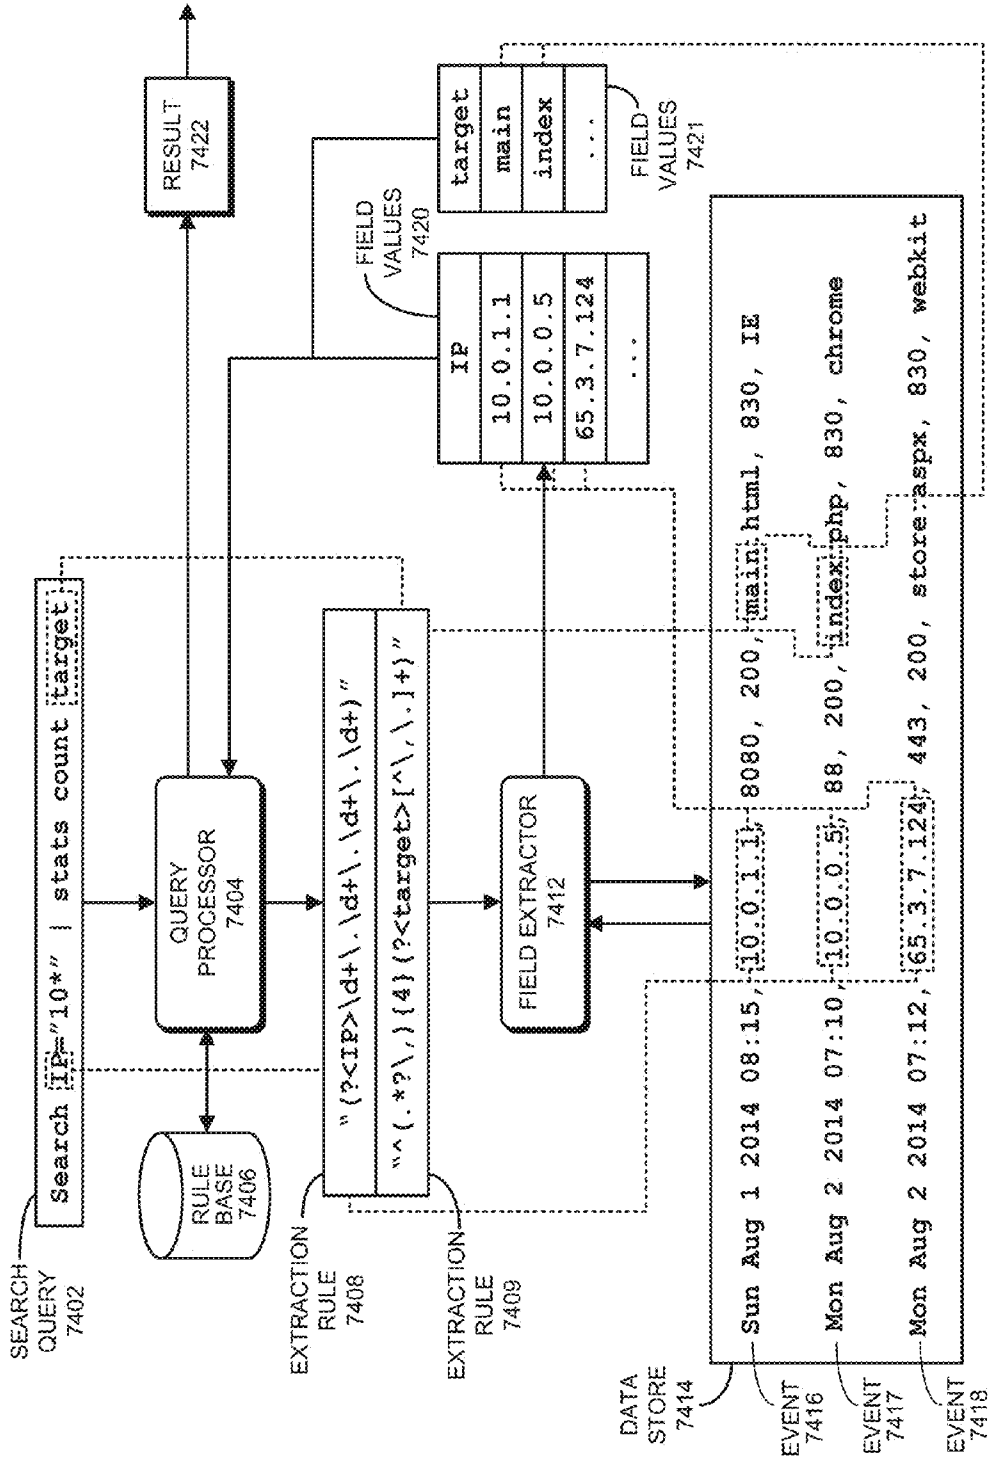 SEARCH
QUERY
7402
Search IP="10*" | stats count target
RULE
BASE
7406
QUERY
PROCESSOR
7404
RESULT
7422
EXTRACTION
RULE
7408
"(?<IP>\d+\.\d+\.\d+\.\d+)"
"^(.*?\,){4}(?<target>[^\,\.]+)"
EXTRACTION
RULE
7409
FIELD EXTRACTOR
7412
FIELD
VALUES
7420
IP
10.0.1.1
10.0.0.5
65.3.7.124
...
target
main
index
...
FIELD
VALUES
7421
DATA
STORE
7414
EVENT
7416
Sun Aug 1 2014 08:15, 10.0.1.1, 8080, 200, main.html, 830, IE
EVENT
7417
Mon Aug 2 2014 07:10, 10.0.0.5, 88, 200, index.php, 830, chrome
EVENT
7418
Mon Aug 2 2014 07:12, 65.3.7.124, 443, 200, store.aspx, 830, webkit